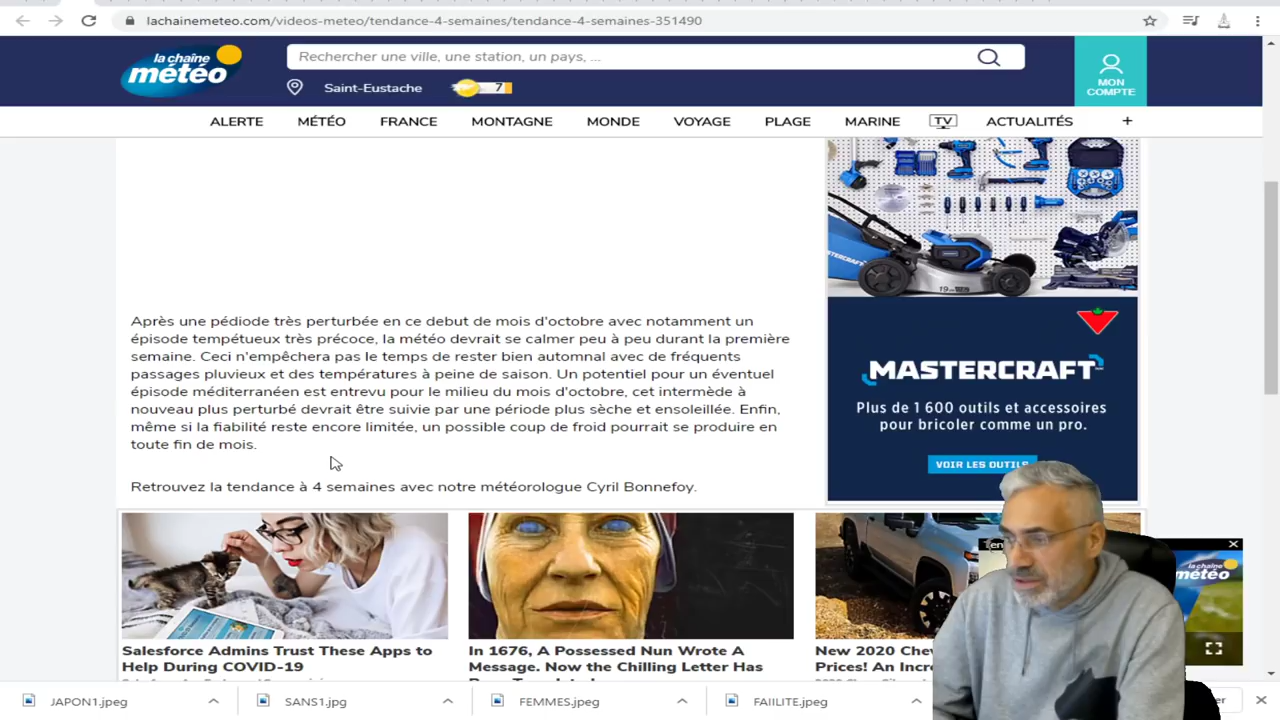 lachainemeteo.com/videos-meteo/tendance-4-semaines/tendance-4-semaines-351490
la chaîne
météo
Rechercher une ville, une station, un pays, ...
Saint-Eustache
7
MON
COMPTE
ALERTE
MÉTÉO
FRANCE
MONTAGNE
MONDE
VOYAGE
PLAGE
MARINE
TV
ACTUALITÉS
+
Après une pédiode très perturbée en ce debut de mois d'octobre avec notamment un
épisode tempétueux très précoce, la météo devrait se calmer peu à peu durant la première
semaine. Ceci n'empêchera pas le temps de rester bien automnal avec de fréquents
passages pluvieux et des températures à peine de saison. Un potentiel pour un éventuel
épisode méditerranéen est entrevu pour le milieu du mois d'octobre, cet intermède à
nouveau plus perturbé devrait être suivie par une période plus sèche et ensoleillée. Enfin,
même si la fiabilité reste encore limitée, un possible coup de froid pourrait se produire en
toute fin de mois.
Retrouvez la tendance à 4 semaines avec notre météorologue Cyril Bonnefoy.
MASTERCRAFT
Plus de 1 600 outils et accessoires
pour bricoler comme un pro.
VOIR LES OUTILS
la chaîne
météo
Salesforce Admins Trust These Apps to
Help During COVID-19
In 1676, A Possessed Nun Wrote A
Message. Now the Chilling Letter Has
New 2020 Che
Prices! An Incre
JAPON1.jpeg
SANS1.jpg
FEMMES.jpeg
FAIILITE.jpeg